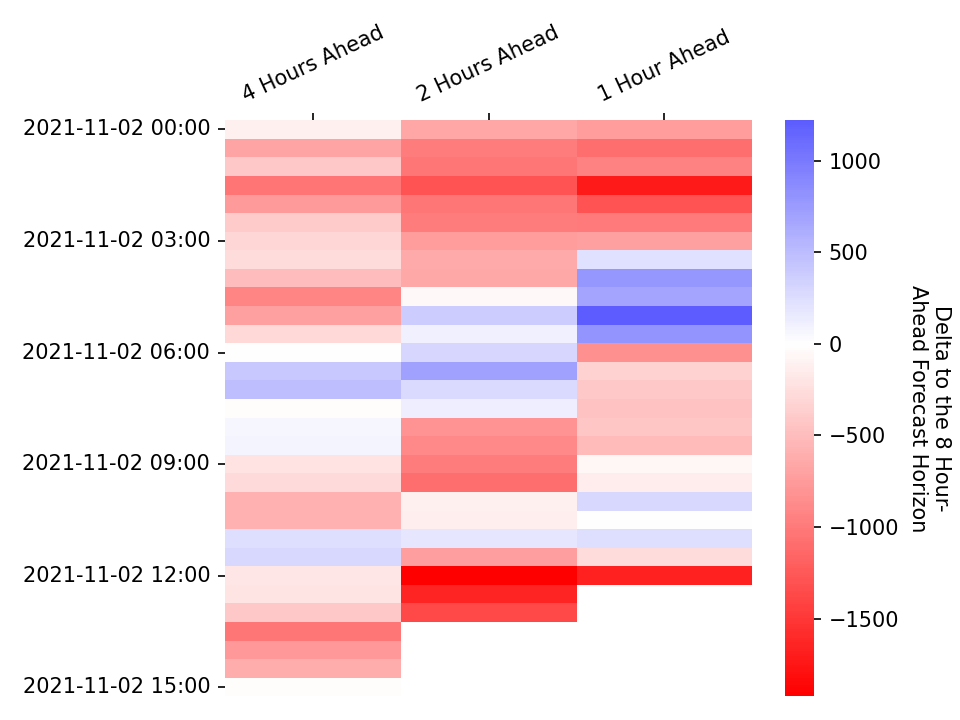 4 Hours Ahead
2 Hours Ahead
1 Hour Ahead
2021-11-02 00:00
2021-11-02 03:00
2021-11-02 06:00
2021-11-02 09:00
2021-11-02 12:00
2021-11-02 15:00
1000
500
0
−500
−1000
−1500
Delta to the 8 Hour-
Ahead Forecast Horizon